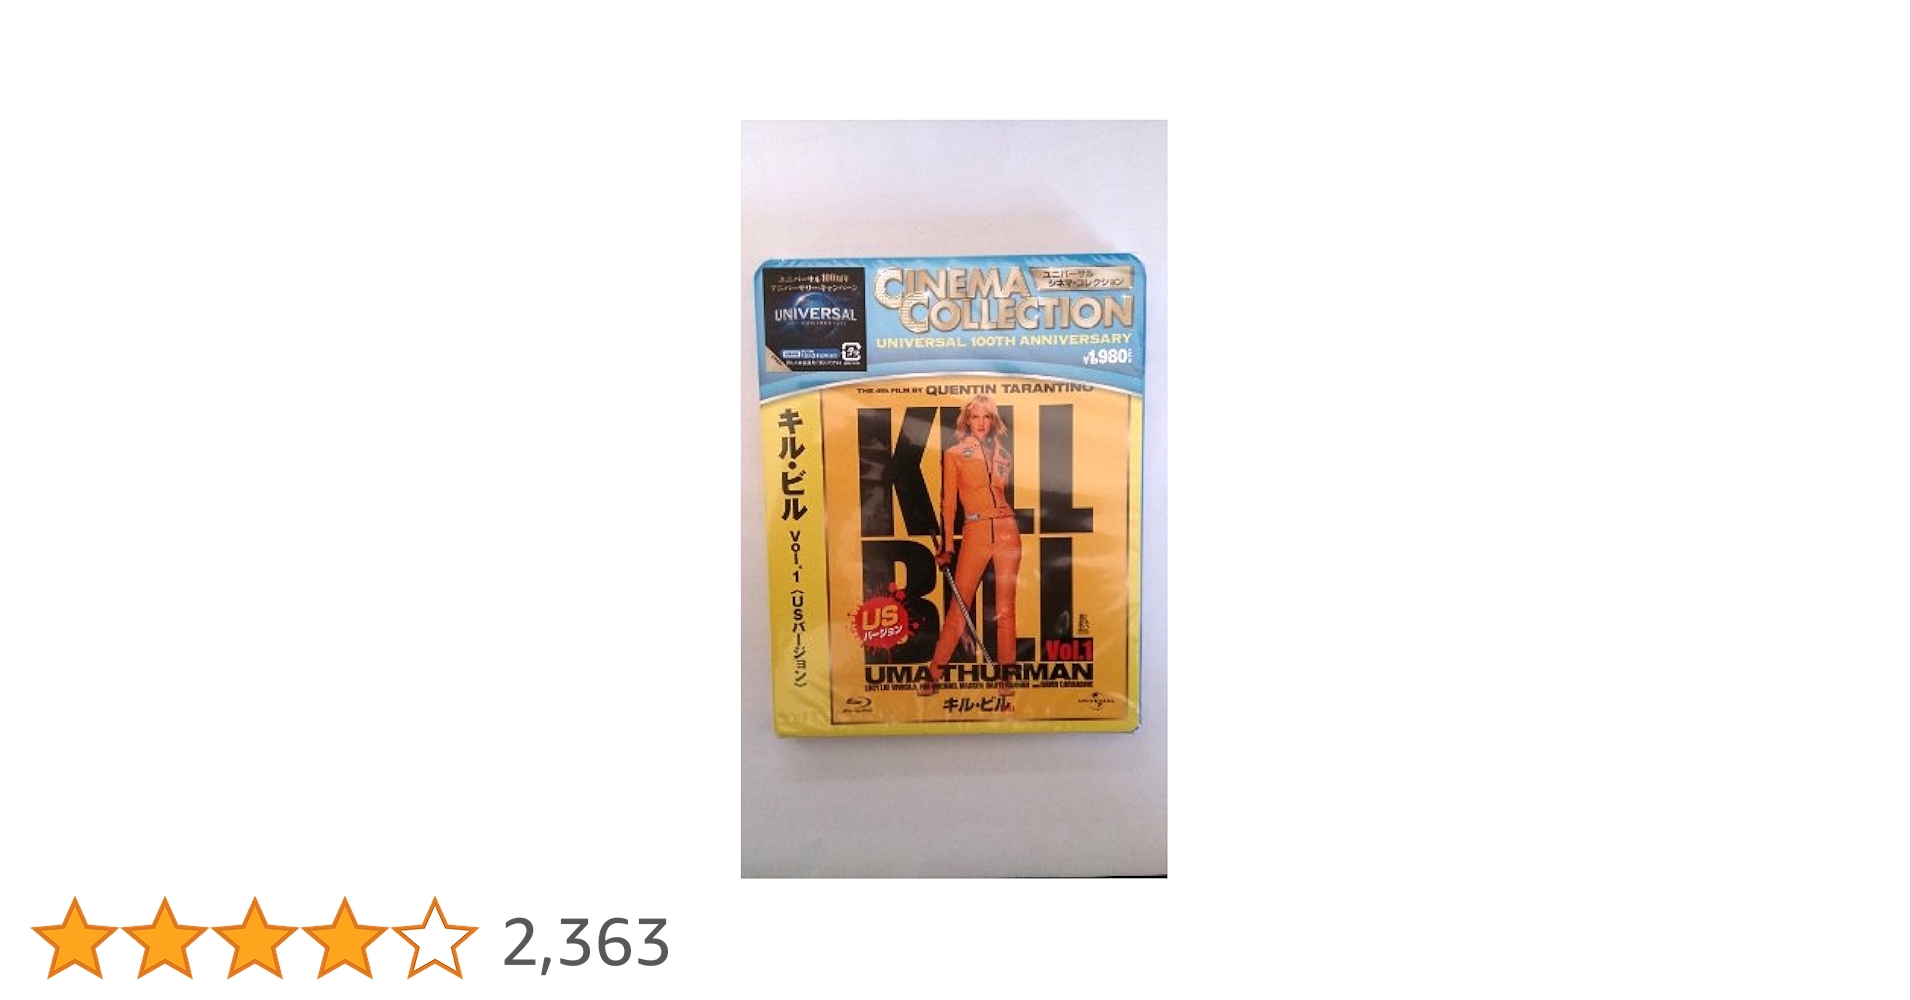 ユニバーサル100周年
アニバーサリー・キャンペーン
UNIVERSAL
CINEMA
COLLECTION
ユニバーサル
シネマ・コレクション
UNIVERSAL 100TH ANNIVERSARY
¥1,980
キル・ビル Vol.1〈USバージョン〉
THE 4th FILM BY QUENTIN TARANTINO
KILL
BILL
US
バージョン
Vol.1
UMA THURMAN
キル・ビル
UNIVERSAL
2,363